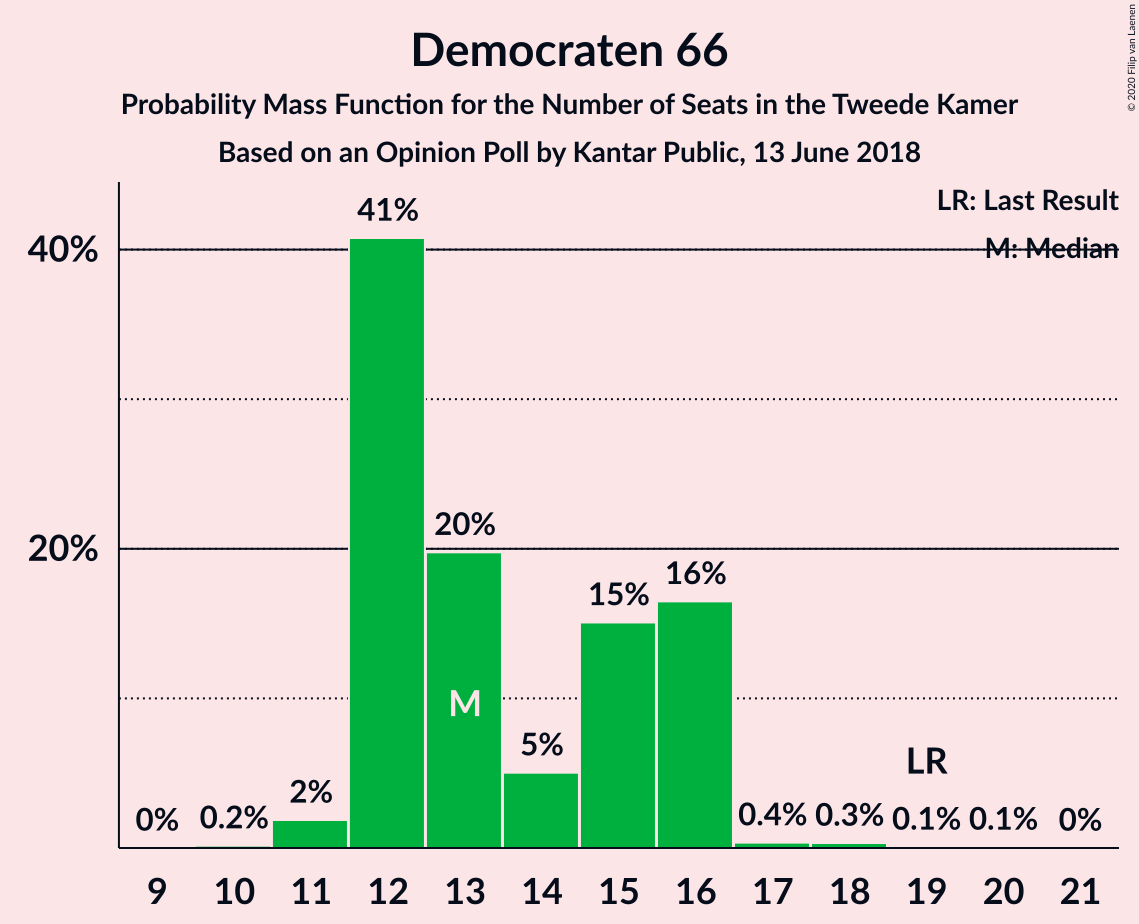 Democraten 66
Probability Mass Function for the Number of Seats in the Tweede Kamer
Based on an Opinion Poll by Kantar Public, 13 June 2018
© 2020 Filip van Laenen
LR: Last Result
M: Median
40%
20%
0%
0.2%
2%
41%
20%
M
5%
15%
16%
0.4%
0.3%
LR
0.1%
0.1%
0%
9 10 11 12 13 14 15 16 17 18 19 20 21